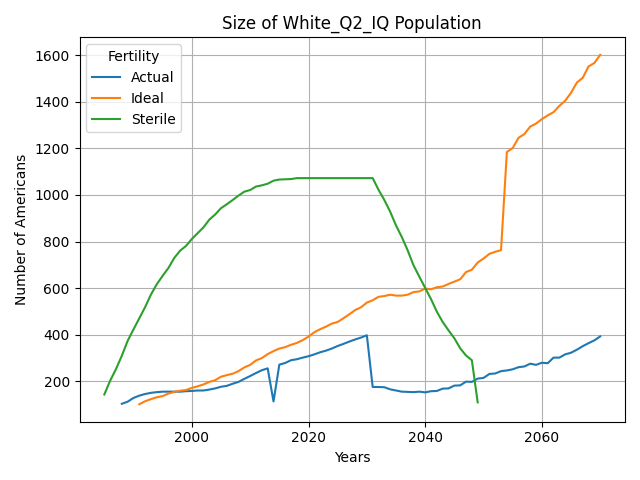 Size of White_Q2_IQ Population
Fertility
Actual
Ideal
Sterile
Number of Americans
1600
1400
1200
1000
800
600
400
200
2000
2020
2040
2060
Years